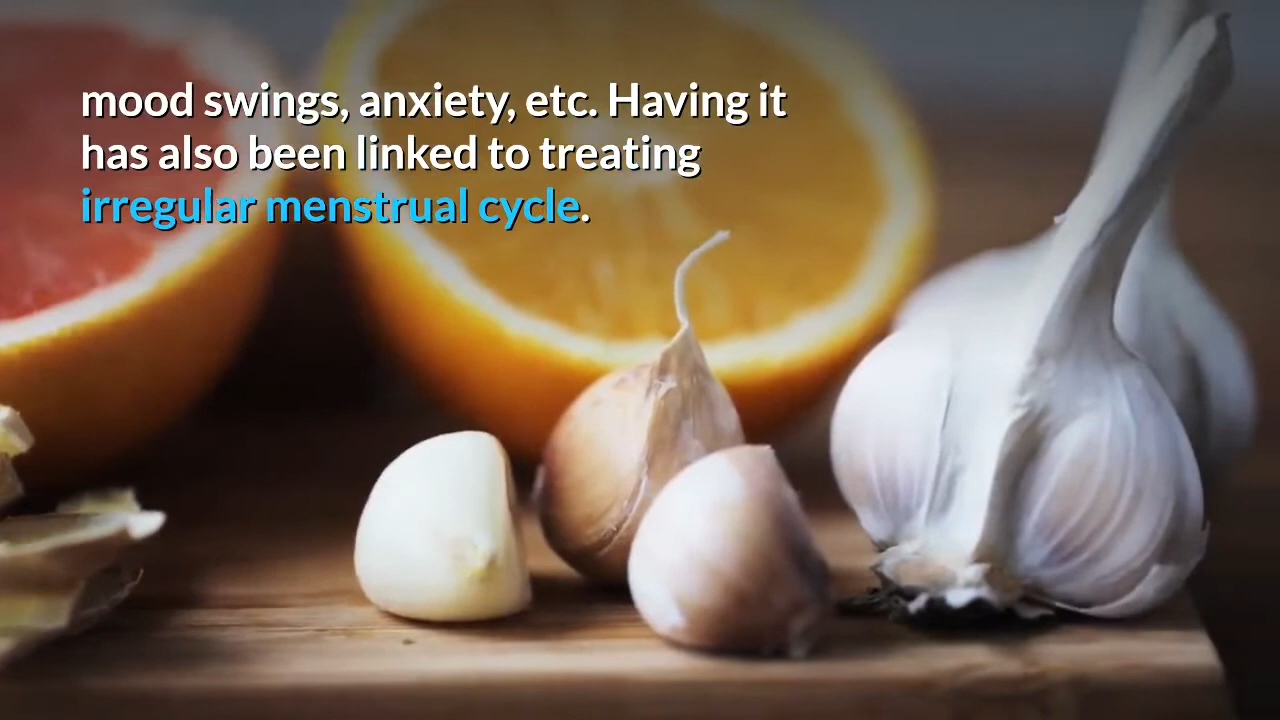 mood swings, anxiety, etc. Having it
has also been linked to treating
irregular menstrual cycle.